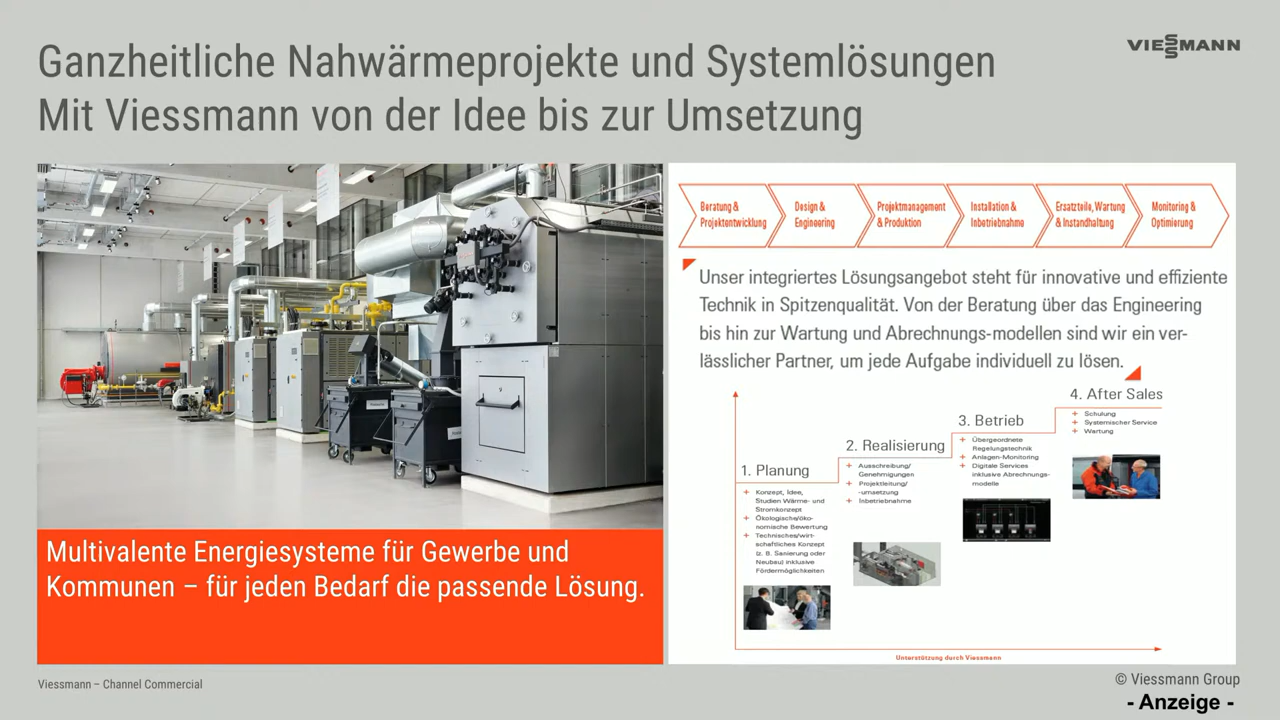 Ganzheitliche Nahwärmeprojekte und Systemlösungen
Mit Viessmann von der Idee bis zur Umsetzung
VIESSMANN
Beratung &
Projektentwicklung
Design &
Engineering
Projektmanagement
& Produktion
Installation &
Inbetriebnahme
Ersatzteile, Wartung
& Instandhaltung
Monitoring &
Optimierung
Unser integriertes Lösungsangebot steht für innovative und effiziente
Technik in Spitzenqualität. Von der Beratung über das Engineering
bis hin zur Wartung und Abrechnungs-modellen sind wir ein ver-
lässlicher Partner, um jede Aufgabe individuell zu lösen.
1. Planung
+ Konzept, Idee,
Studien Wärme- und
Stromkonzept
+ Ökologische/öko-
nomische Bewertung
+ Technisches/wirt-
schaftliches Konzept
(z. B. Sanierung oder
Neubau) inklusive
Fördermöglichkeiten
2. Realisierung
+ Ausschreibung/
Genehmigungen
+ Projektleitung/
-umsetzung
+ Inbetriebnahme
3. Betrieb
+ Übergeordnete
Regelungstechnik
+ Anlagen-Monitoring
+ Digitale Services
inklusive Abrechnungs-
modelle
4. After Sales
+ Schulung
+ Systemischer Service
+ Wartung
Unterstützung durch Viessmann
Multivalente Energiesysteme für Gewerbe und
Kommunen – für jeden Bedarf die passende Lösung.
Viessmann – Channel Commercial
© Viessmann Group
- Anzeige -